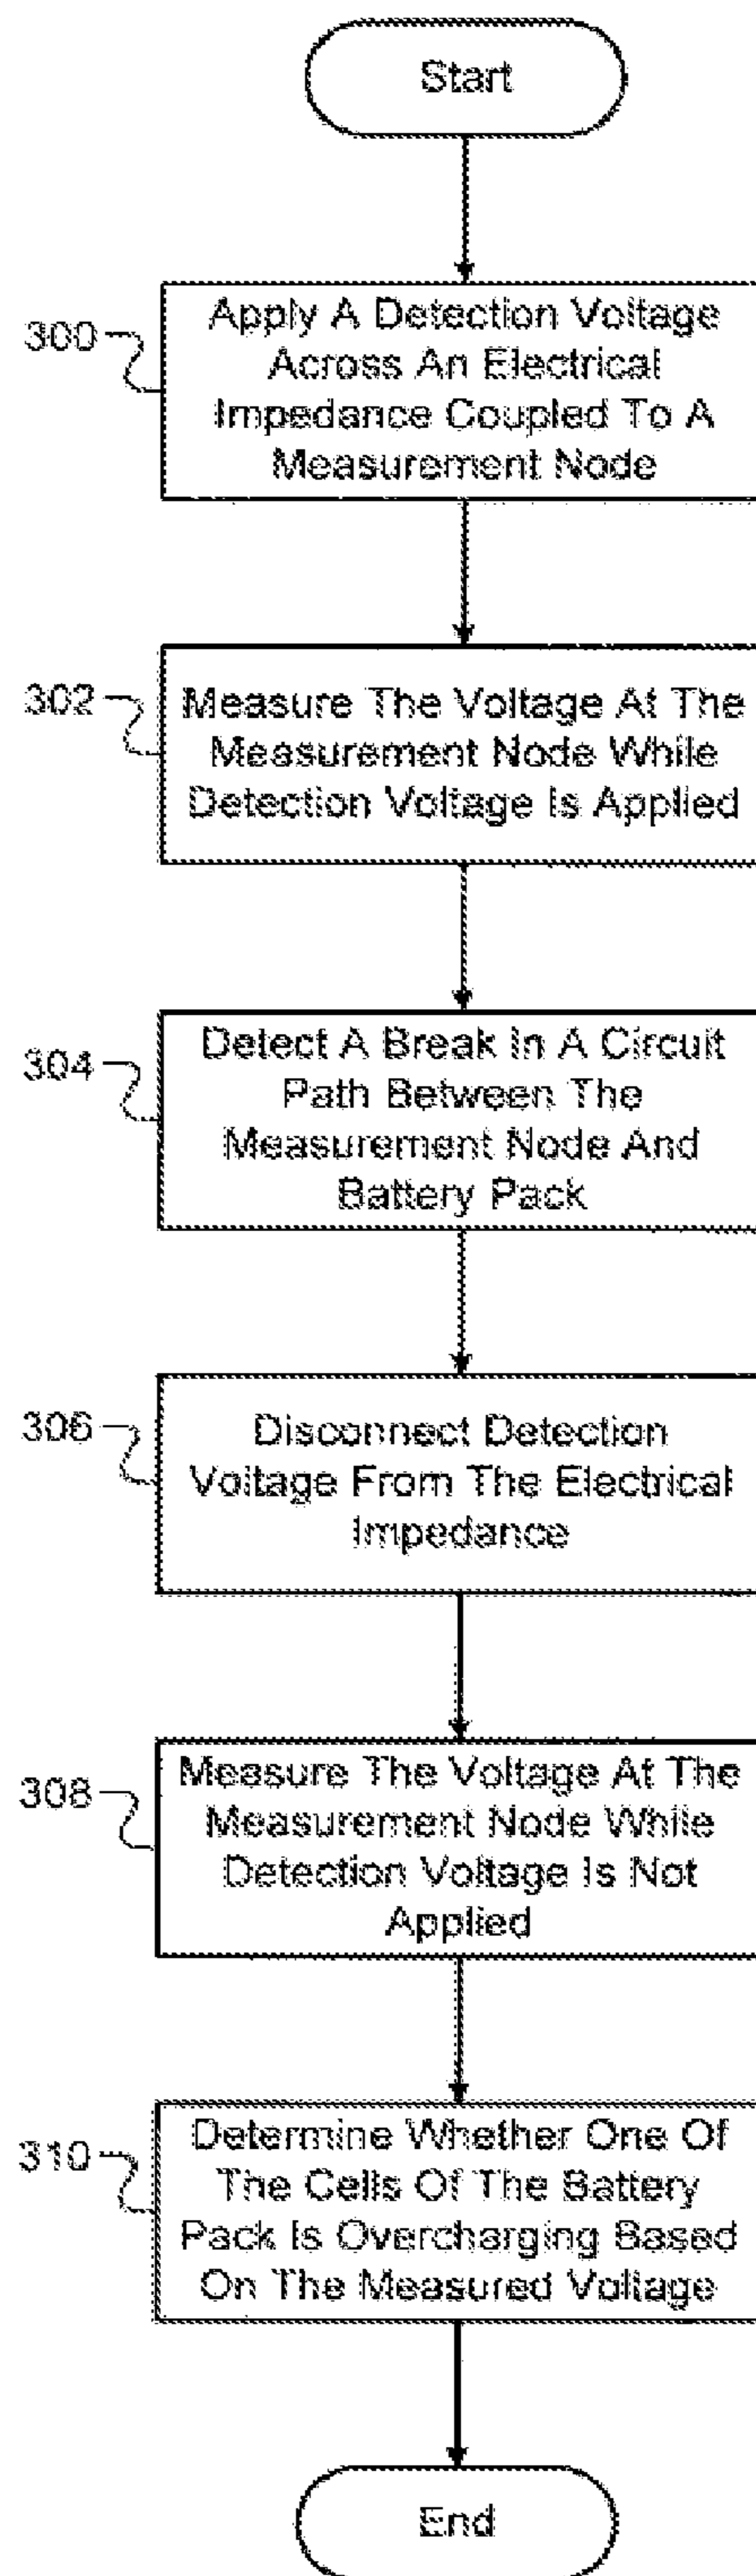 Start
300
Apply A Detection Voltage
Across An Electrical
Impedance Coupled To A
Measurement Node
302
Measure The Voltage At The
Measurement Node While
Detection Voltage Is Applied
304
Detect A Break In A Circuit
Path Between The
Measurement Node And
Battery Pack
306
Disconnect Detection
Voltage From The Electrical
Impedance
308
Measure The Voltage At The
Measurement Node While
Detection Voltage Is Not
Applied
310
Determine Whether One Of
The Cells Of The Battery
Pack Is Overcharging Based
On The Measured Voltage
End